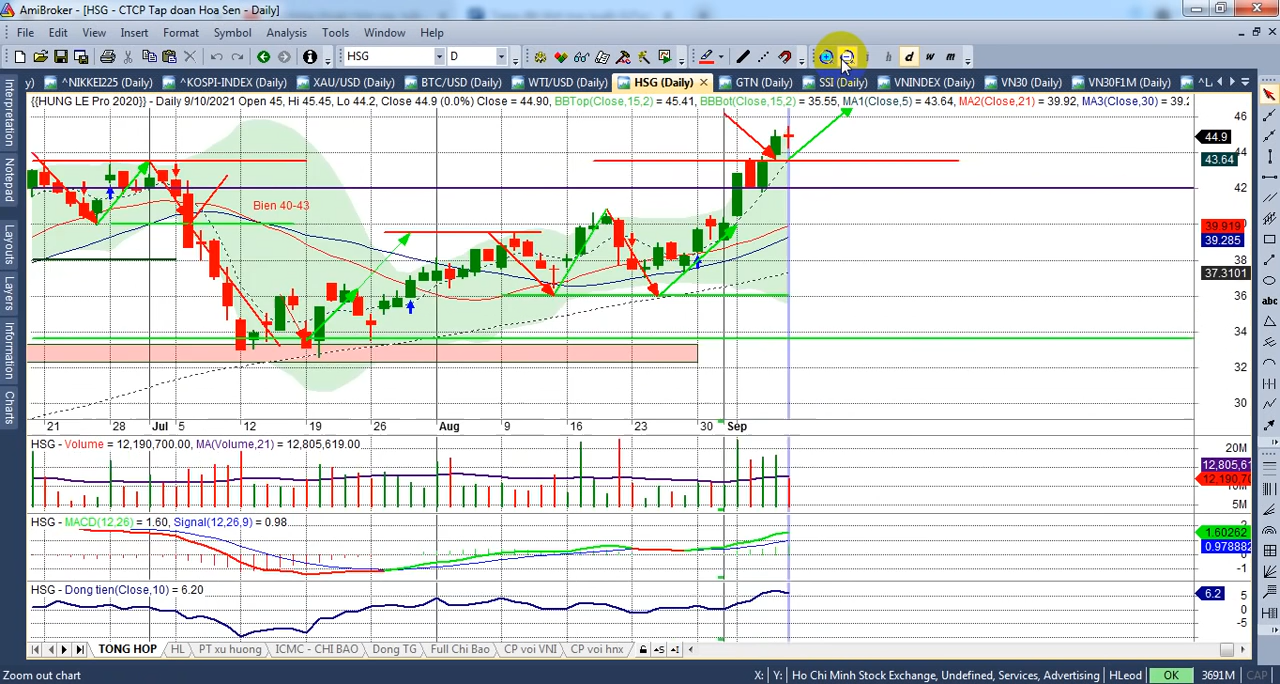 AmiBroker - [HSG - CTCP Tap doan Hoa Sen - Daily]
File Edit View Insert Format Symbol Analysis Tools Window Help
HSG D h d w m
y) ^NIKKEI225 (Daily) ^KOSPI-INDEX (Daily) XAU/USD (Daily) BTC/USD (Daily) WTI/USD (Daily) HSG (Daily) GTN (Daily) SSI (Daily) VNINDEX (Daily) VN30 (Daily) VN30F1M (Daily) ^L
{{HUNG LE Pro 2020}} - Daily 9/10/2021 Open 45, Hi 45.45, Lo 44.2, Close 44.9 (0.0%) Close = 44.90, BBTop(Close,15,2) = 45.41, BBBot(Close,15,2) = 35.55, MA1(Close,5) = 43.64, MA2(Close,21) = 39.92, MA3(Close,30) = 39.2
Interpretation
Notepad
Layouts
Layers
Information
Charts
abc
46
44.9
44
43.64
42
Bien 40-43
39.919
39.285
38
37.3101
36
34
32
30
21 28 Jul 5 12 19 26 Aug 9 16 23 30 Sep
HSG - Volume = 12,190,700.00, MA(Volume,21) = 12,805,619.00
20M
12,805,61
12,190,70
5M
HSG - MACD(12,26) = 1.60, Signal(12,26,9) = 0.98
1.60262
0.978882
-1
HSG - Dong tien(Close,10) = 6.20
6.2
5
0
-5
TONG HOP HL PT xu huong ICMC - CHI BAO Dong TG Full Chi Bao CP voi VNI CP voi hnx
Zoom out chart X: Y: Ho Chi Minh Stock Exchange, Undefined, Services, Advertising HLeod OK 3691M CAP